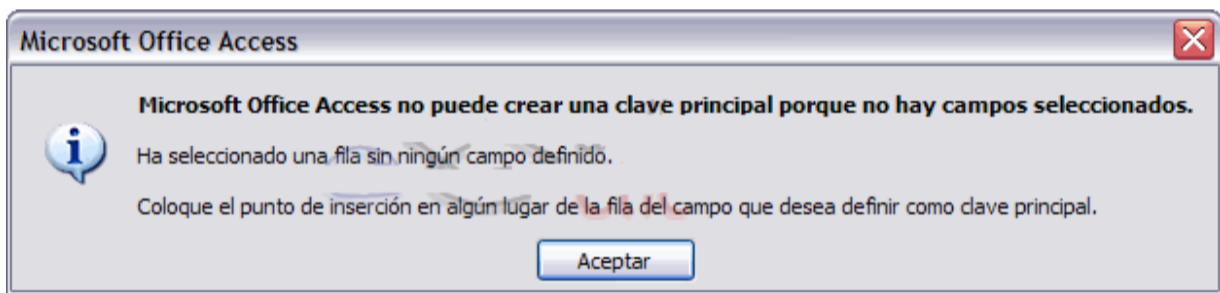 Microsoft Office Access
Microsoft Office Access no puede crear una clave principal porque no hay campos seleccionados.
Ha seleccionado una fila sin ningún campo definido.
Coloque el punto de inserción en algún lugar de la fila del campo que desea definir como clave principal.
Aceptar